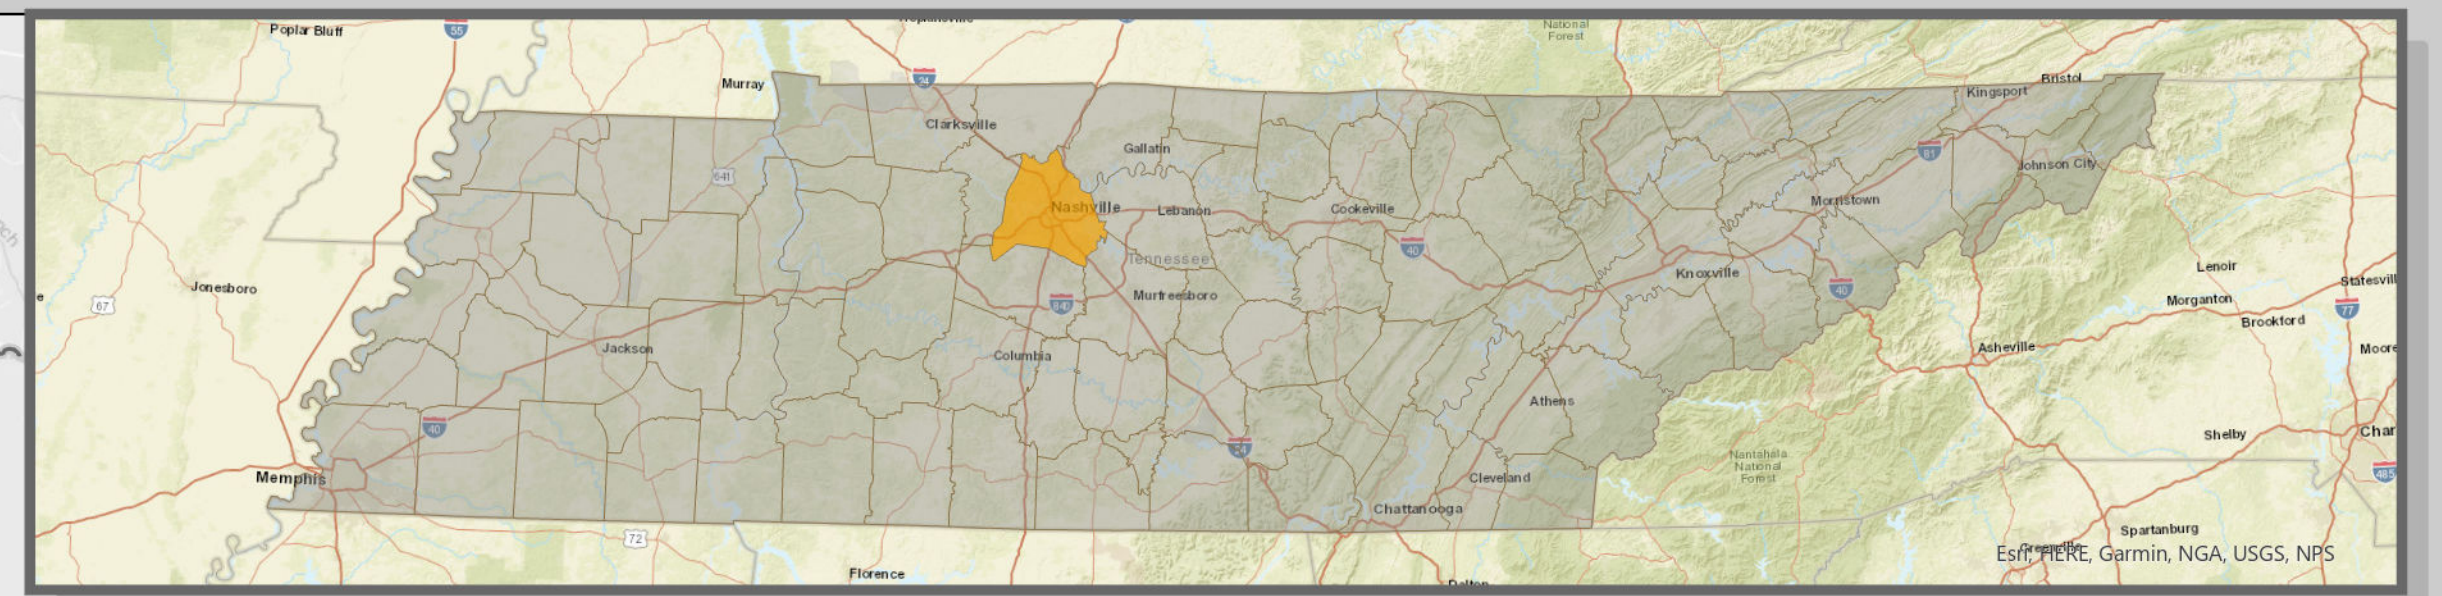 Poplar Bluff
55
National
Forest
Murray
24
Bristol
Kingsport
Clarksville
Gallatin
81
Johnson City
641
Nashville
Lebanon
Cookeville
Morristown
40
Tennessee
Knoxville
Lenoir
Jonesboro
67
e
840
Murfreesboro
40
Morganton
Statesvill
77
Brookford
Jackson
Columbia
Asheville
Moore
Athens
40
24
Shelby
Char
Memphis
Nantahala
National
Forest
Cleveland
485
Chattanooga
72
Spartanburg
Greenville
Esri, HERE, Garmin, NGA, USGS, NPS
Florence
Dalton